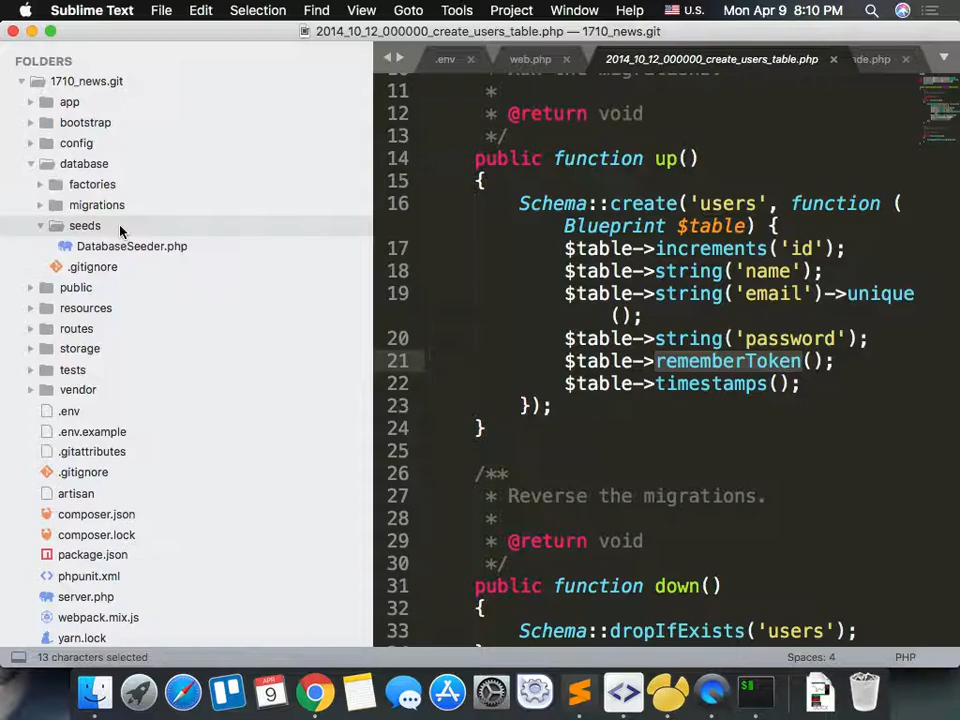 Sublime Text File Edit Selection Find View Goto Tools Project Window Help U.S. Mon Apr 9 8:10 PM
2014_10_12_000000_create_users_table.php — 1710_news.git
FOLDERS
1710_news.git
app
bootstrap
config
database
factories
migrations
seeds
DatabaseSeeder.php
.gitignore
public
resources
routes
storage
tests
vendor
.env
.env.example
.gitattributes
.gitignore
artisan
composer.json
composer.lock
package.json
phpunit.xml
server.php
webpack.mix.js
yarn.lock
.env × web.php × 2014_10_12_000000_create_users_table.php × de.php ×
11 *
12 * @return void
13 */
14 public function up()
15 {
16 Schema::create('users', function (
Blueprint $table) {
17 $table->increments('id');
18 $table->string('name');
19 $table->string('email')->unique
();
20 $table->string('password');
21 $table->rememberToken();
22 $table->timestamps();
23 });
24 }
25
26 /**
27 * Reverse the migrations.
28 *
29 * @return void
30 */
31 public function down()
32 {
33 Schema::dropIfExists('users');
13 characters selected Spaces: 4 PHP
9